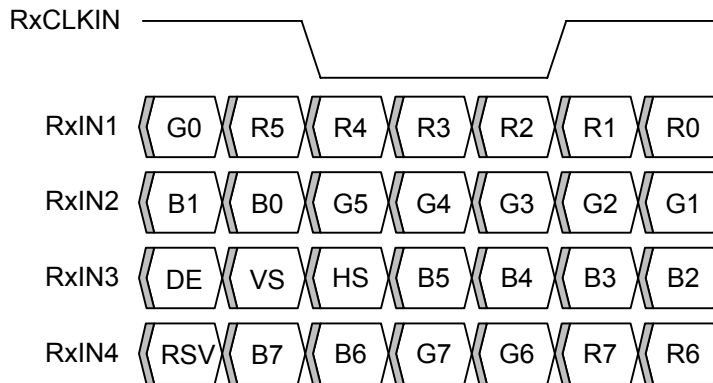 RxCLKIN
RxIN1 G0 R5 R4 R3 R2 R1 R0
RxIN2 B1 B0 G5 G4 G3 G2 G1
RxIN3 DE VS HS B5 B4 B3 B2
RxIN4 RSV B7 B6 G7 G6 R7 R6